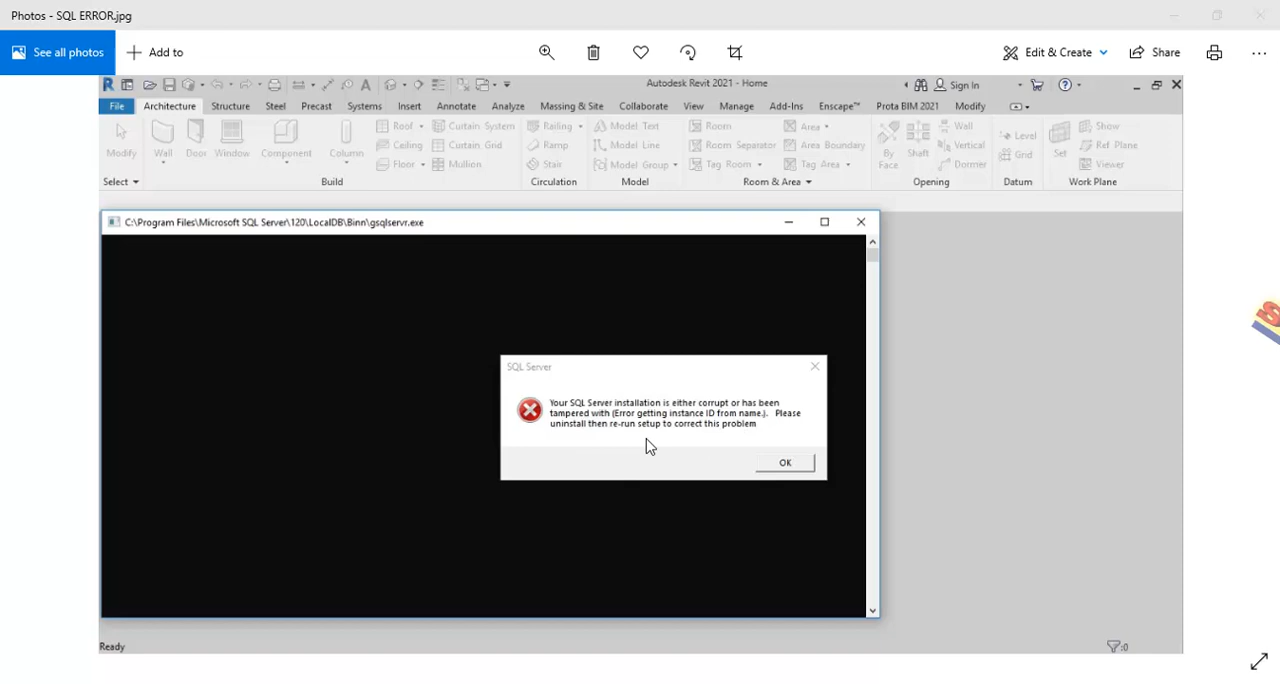 Photos - SQL ERROR.jpg
See all photos
Add to
Edit & Create
Share
Autodesk Revit 2021 - Home
Sign In
File Architecture Structure Steel Precast Systems Insert Annotate Analyze Massing & Site Collaborate View Manage Add-Ins Enscape™ Prota BIM 2021 Modify
Modify
Wall
Door
Window
Component
Column
Roof
Ceiling
Floor
Curtain System
Curtain Grid
Mullion
Railing
Ramp
Stair
Model Text
Model Line
Model Group
Room
Room Separator
Tag Room
Area
Area Boundary
Tag Area
By
Face
Shaft
Wall
Vertical
Dormer
Level
Grid
Set
Show
Ref Plane
Viewer
Select
Build
Circulation
Model
Room & Area
Opening
Datum
Work Plane
C:\Program Files\Microsoft SQL Server\120\LocalDB\Binn\gsqlservr.exe
SQL Server
Your SQL Server installation is either corrupt or has been
tampered with (Error getting instance ID from name.). Please
uninstall then re-run setup to correct this problem
OK
Ready
:0